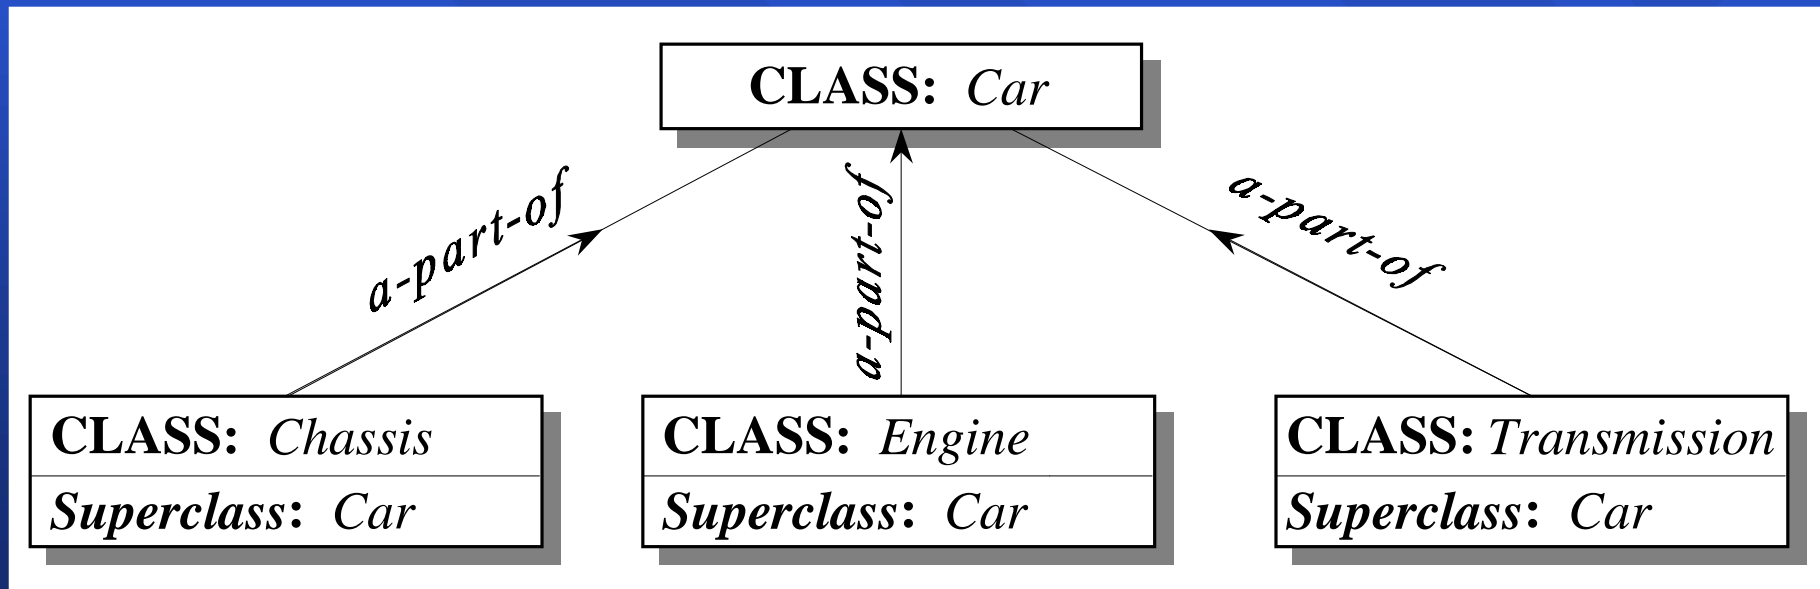 CLASS: Car
a-part-of
a-part-of
a-part-of
CLASS: Chassis
Superclass: Car
CLASS: Engine
Superclass: Car
CLASS: Transmission
Superclass: Car